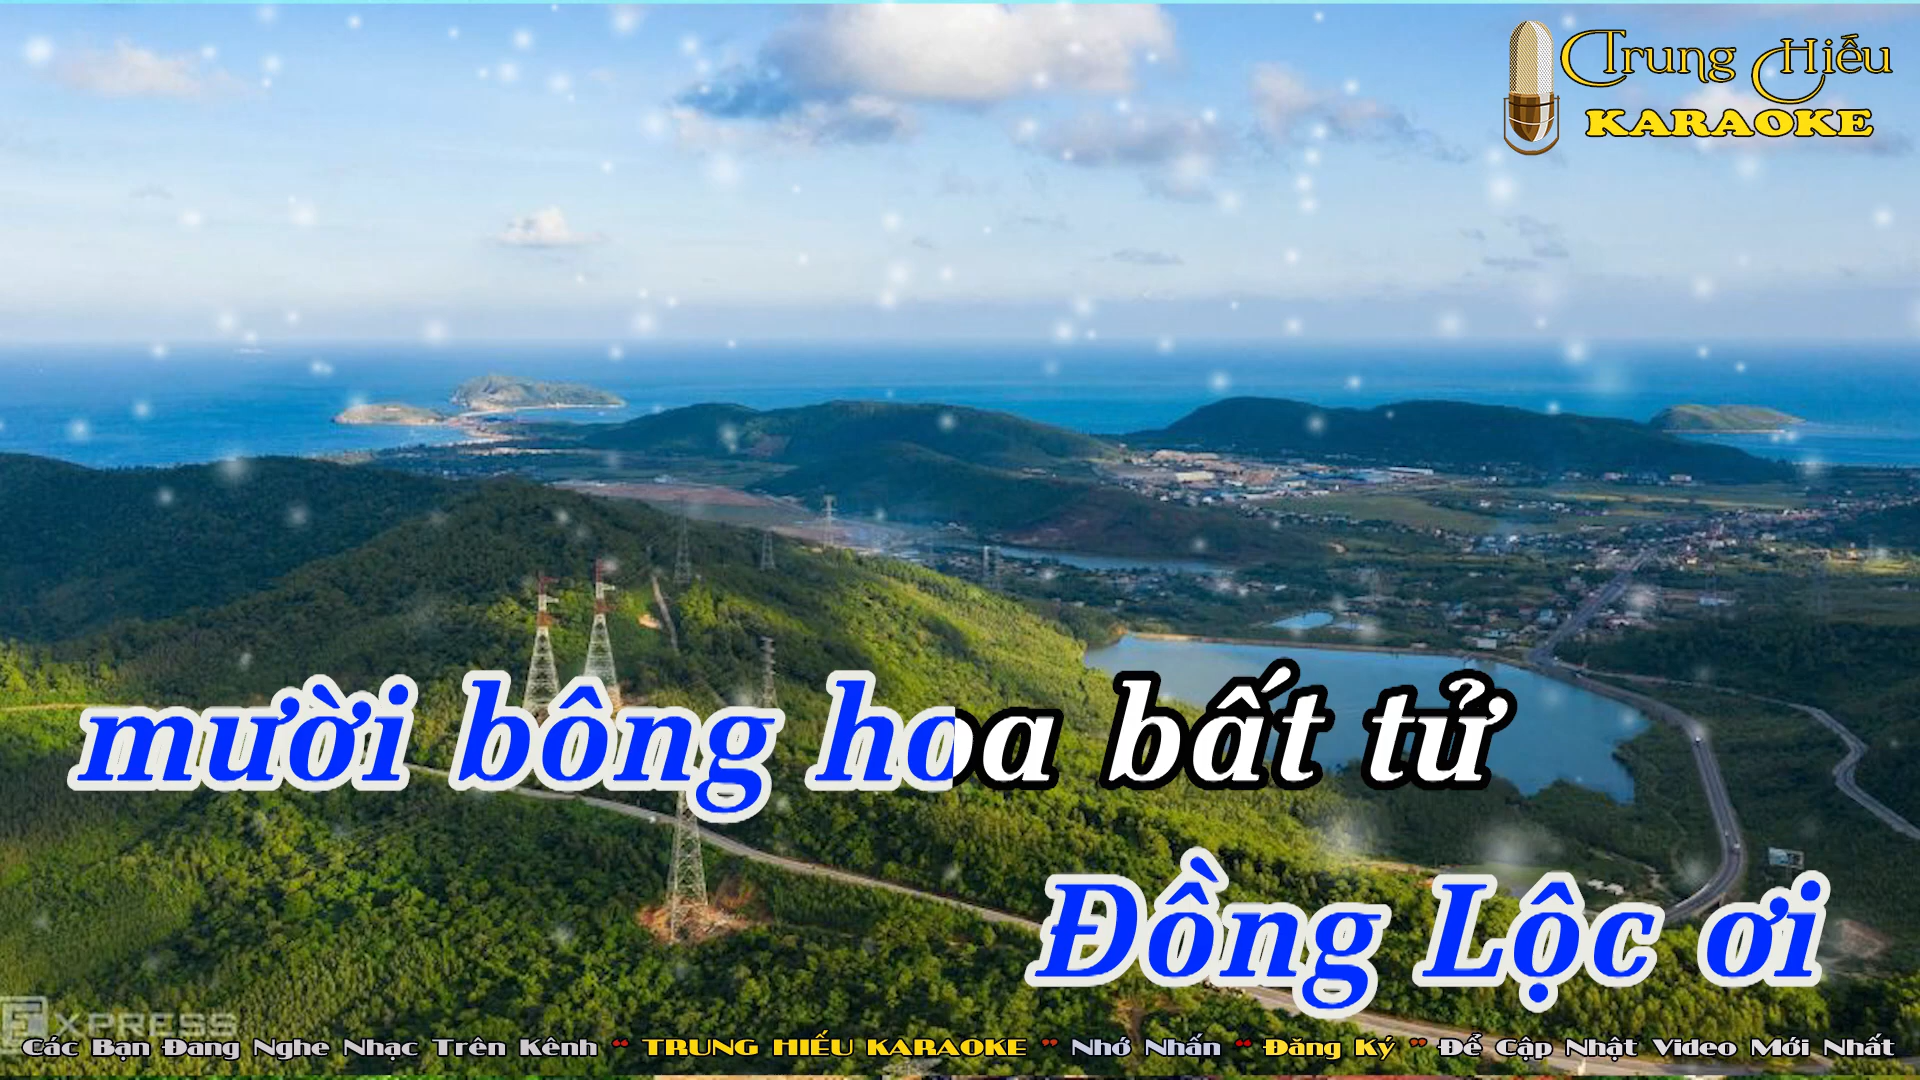 Trung Hiếu
KARAOKE
mười bông hoa bất tử
Đồng Lộc ơi
EXPRESS
Các Bạn Đang Nghe Nhạc Trên Kênh “ TRUNG HIẾU KARAOKE ” Nhớ Nhấn “ Đăng Ký ” Để Cập Nhật Video Mới Nhất